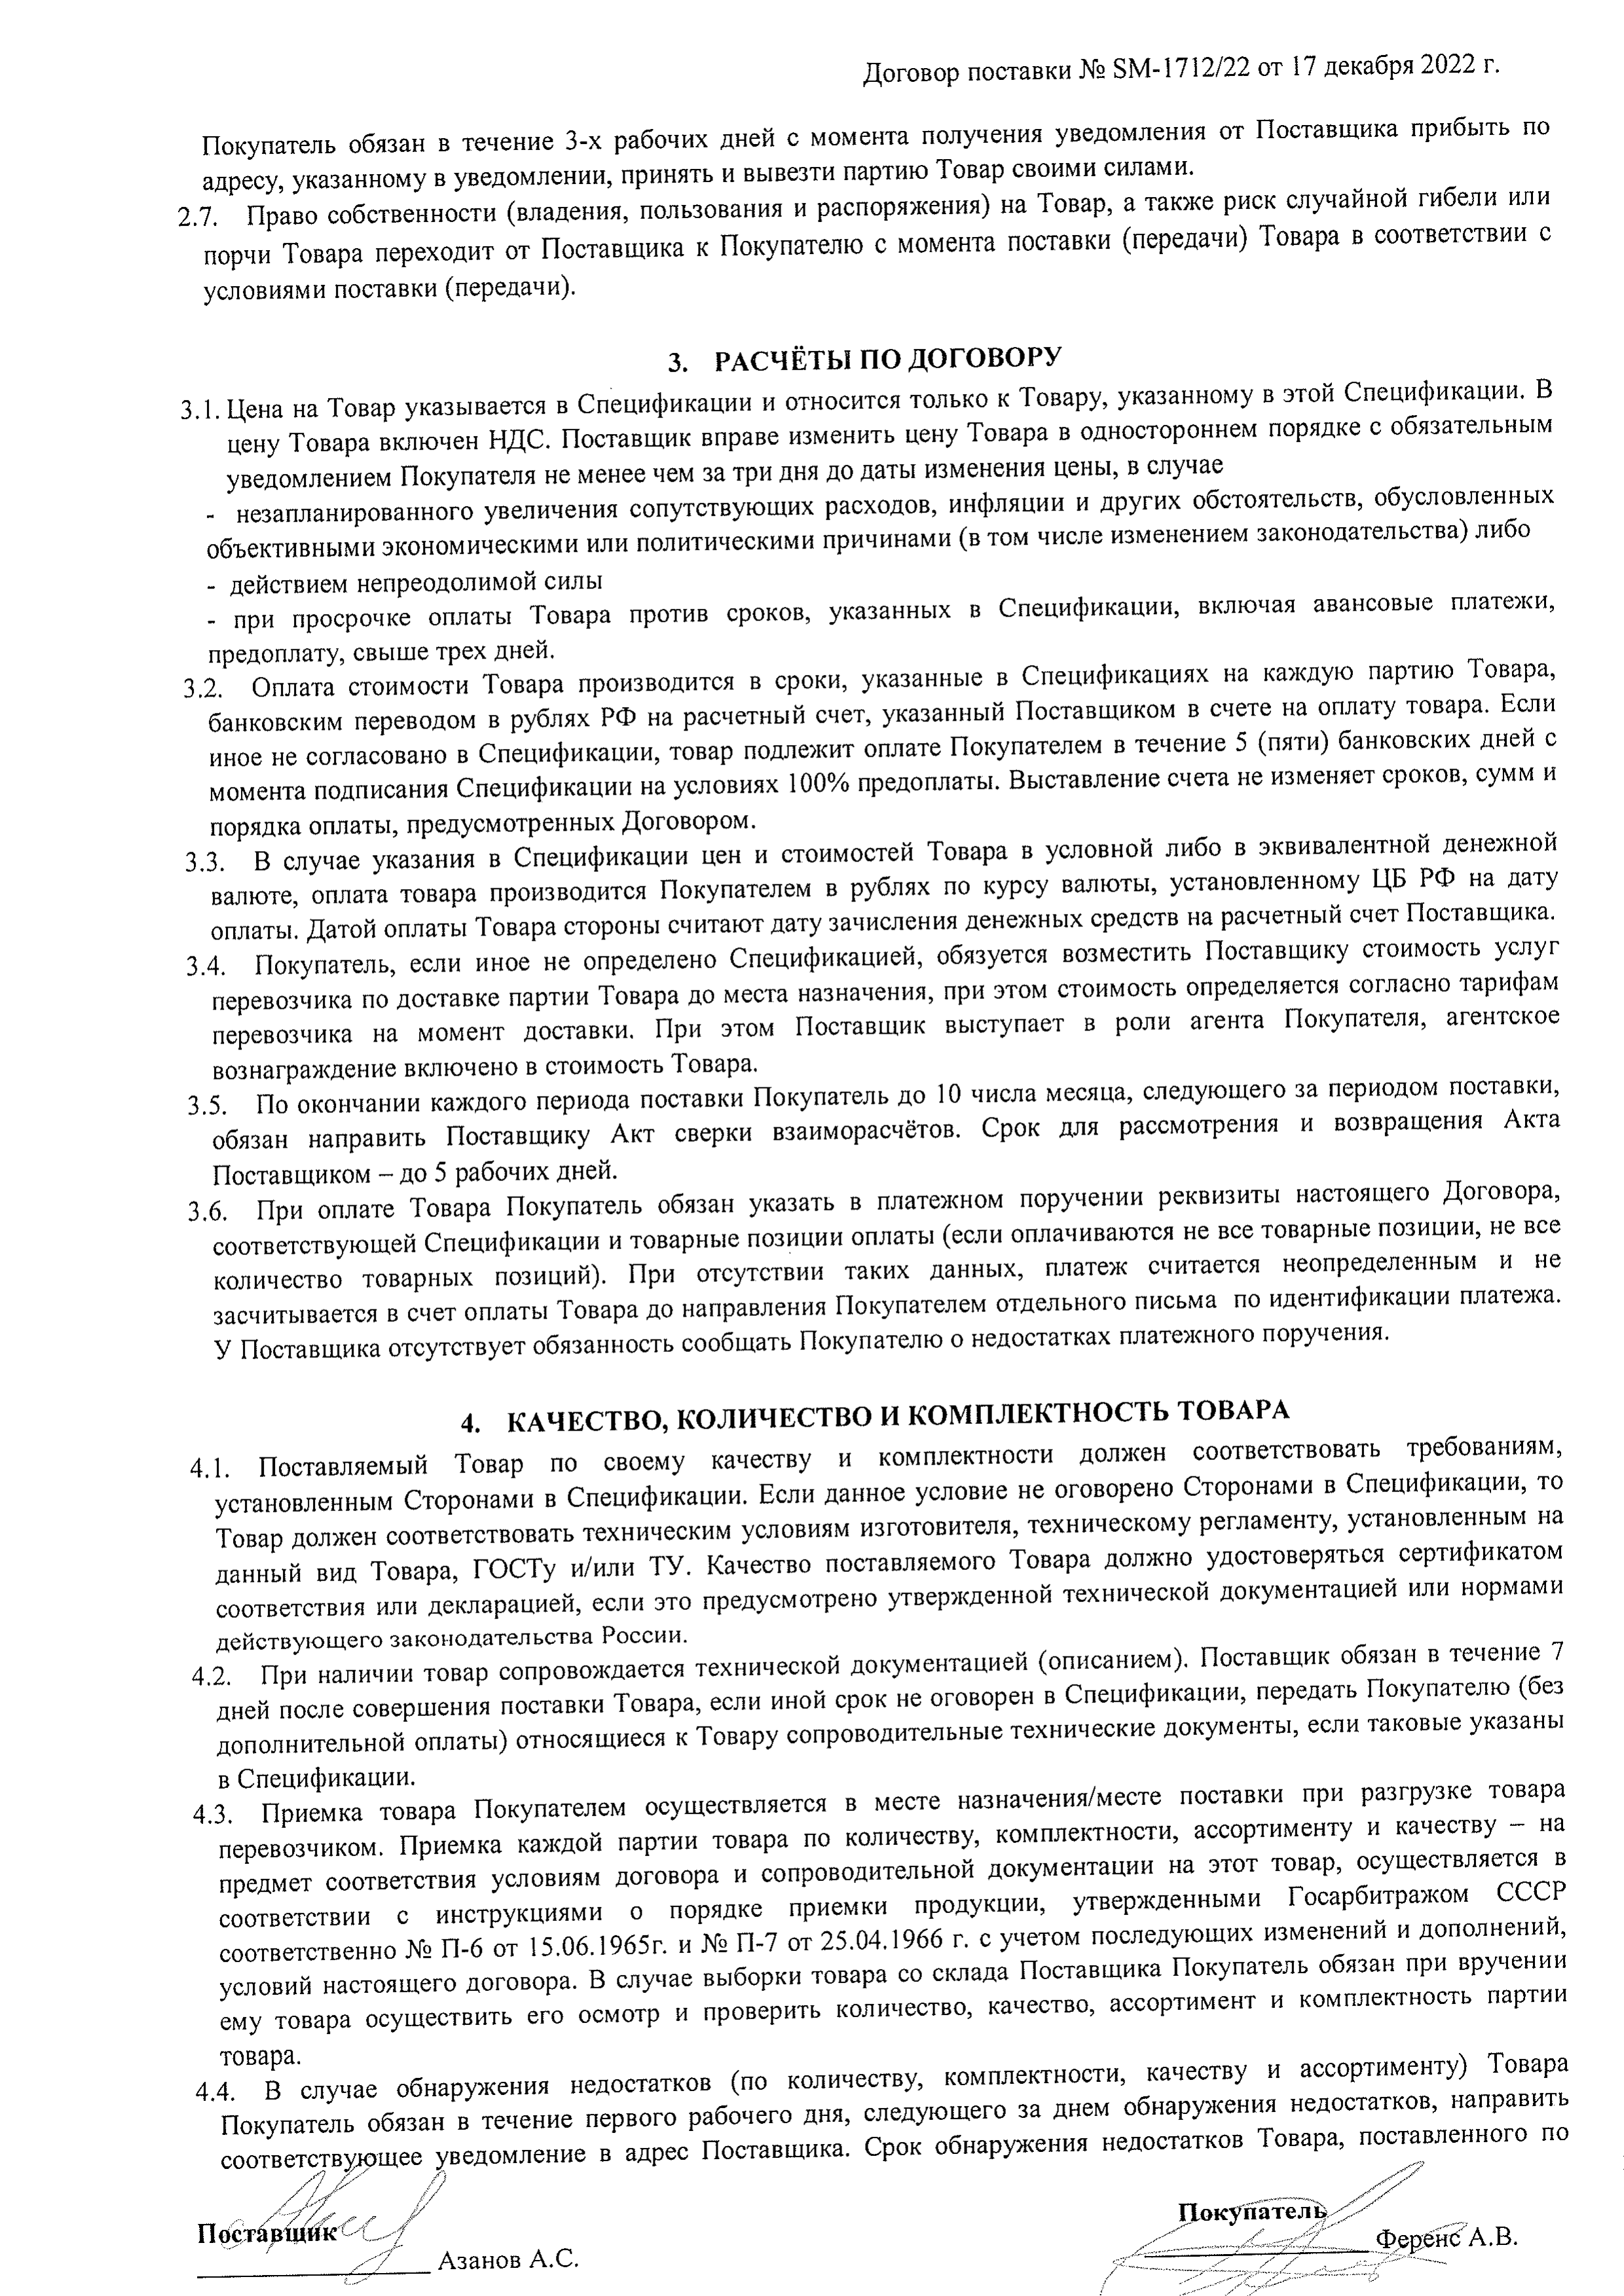 Договор поставки № SM-1712/22 от 17 декабря 2022 г.
Покупатель обязан в течение 3-х рабочих дней с момента получения уведомления от Поставщика прибыть по
адресу, указанному в уведомлении, принять и вывезти партию Товар своими силами.
2.7. Право собственности (владения, пользования и распоряжения) на Товар, а также риск случайной гибели или
порчи Товара переходит от Поставщика к Покупателю с момента поставки (передачи) Товара в соответствии с
условиями поставки (передачи).
3. РАСЧЁТЫ ПО ДОГОВОРУ
3.1. Цена на Товар указывается в Спецификации и относится только к Товару, указанному в этой Спецификации. В
цену Товара включен НДС. Поставщик вправе изменить цену Товара в одностороннем порядке с обязательным
уведомлением Покупателя не менее чем за три дня до даты изменения цены, в случае
- незапланированного увеличения сопутствующих расходов, инфляции и других обстоятельств, обусловленных
объективными экономическими или политическими причинами (в том числе изменением законодательства) либо
- действием непреодолимой силы
- при просрочке оплаты Товара против сроков, указанных в Спецификации, включая авансовые платежи,
предоплату, свыше трех дней.
3.2. Оплата стоимости Товара производится в сроки, указанные в Спецификациях на каждую партию Товара,
банковским переводом в рублях РФ на расчетный счет, указанный Поставщиком в счете на оплату товара. Если
иное не согласовано в Спецификации, товар подлежит оплате Покупателем в течение 5 (пяти) банковских дней с
момента подписания Спецификации на условиях 100% предоплаты. Выставление счета не изменяет сроков, сумм и
порядка оплаты, предусмотренных Договором.
3.3. В случае указания в Спецификации цен и стоимостей Товара в условной либо в эквивалентной денежной
валюте, оплата товара производится Покупателем в рублях по курсу валюты, установленному ЦБ РФ на дату
оплаты. Датой оплаты Товара стороны считают дату зачисления денежных средств на расчетный счет Поставщика.
3.4. Покупатель, если иное не определено Спецификацией, обязуется возместить Поставщику стоимость услуг
перевозчика по доставке партии Товара до места назначения, при этом стоимость определяется согласно тарифам
перевозчика на момент доставки. При этом Поставщик выступает в роли агента Покупателя, агентское
вознаграждение включено в стоимость Товара.
3.5. По окончании каждого периода поставки Покупатель до 10 числа месяца, следующего за периодом поставки,
обязан направить Поставщику Акт сверки взаиморасчётов. Срок для рассмотрения и возвращения Акта
Поставщиком – до 5 рабочих дней.
3.6. При оплате Товара Покупатель обязан указать в платежном поручении реквизиты настоящего Договора,
соответствующей Спецификации и товарные позиции оплаты (если оплачиваются не все товарные позиции, не все
количество товарных позиций). При отсутствии таких данных, платеж считается неопределенным и не
засчитывается в счет оплаты Товара до направления Покупателем отдельного письма по идентификации платежа.
У Поставщика отсутствует обязанность сообщать Покупателю о недостатках платежного поручения.
4. КАЧЕСТВО, КОЛИЧЕСТВО И КОМПЛЕКТНОСТЬ ТОВАРА
4.1. Поставляемый Товар по своему качеству и комплектности должен соответствовать требованиям,
установленным Сторонами в Спецификации. Если данное условие не оговорено Сторонами в Спецификации, то
Товар должен соответствовать техническим условиям изготовителя, техническому регламенту, установленным на
данный вид Товара, ГОСТу и/или ТУ. Качество поставляемого Товара должно удостоверяться сертификатом
соответствия или декларацией, если это предусмотрено утвержденной технической документацией или нормами
действующего законодательства России.
4.2. При наличии товар сопровождается технической документацией (описанием). Поставщик обязан в течение 7
дней после совершения поставки Товара, если иной срок не оговорен в Спецификации, передать Покупателю (без
дополнительной оплаты) относящиеся к Товару сопроводительные технические документы, если таковые указаны
в Спецификации.
4.3. Приемка товара Покупателем осуществляется в месте назначения/месте поставки при разгрузке товара
перевозчиком. Приемка каждой партии товара по количеству, комплектности, ассортименту и качеству – на
предмет соответствия условиям договора и сопроводительной документации на этот товар, осуществляется в
соответствии с инструкциями о порядке приемки продукции, утвержденными Госарбитражом СССР
соответственно № П-6 от 15.06.1965г. и № П-7 от 25.04.1966 г. с учетом последующих изменений и дополнений,
условий настоящего договора. В случае выборки товара со склада Поставщика Покупатель обязан при вручении
ему товара осуществить его осмотр и проверить количество, качество, ассортимент и комплектность партии
товара.
4.4. В случае обнаружения недостатков (по количеству, комплектности, качеству и ассортименту) Товара
Покупатель обязан в течение первого рабочего дня, следующего за днем обнаружения недостатков, направить
соответствующее уведомление в адрес Поставщика. Срок обнаружения недостатков Товара, поставленного по
Поставщик
Азанов А.С.
Покупатель
Ференс А.В.